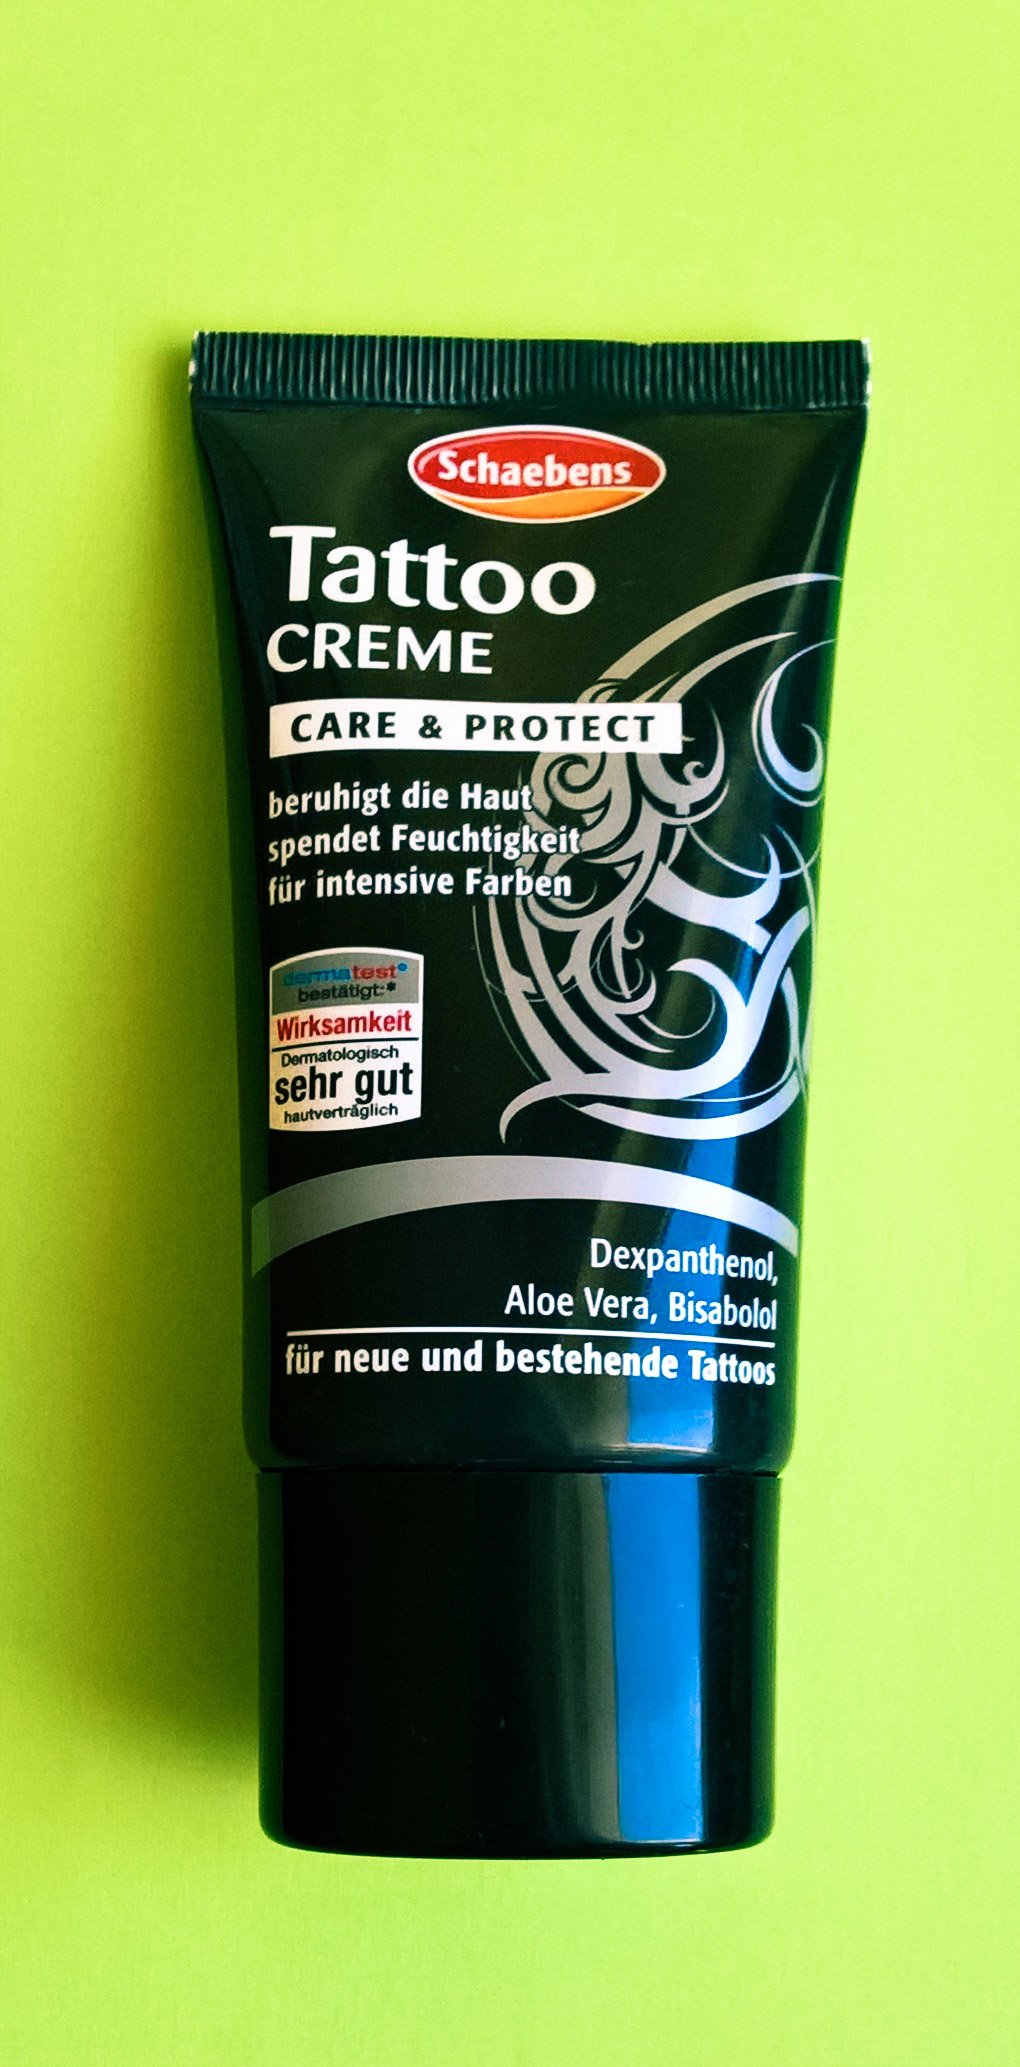 Schaebens
Tattoo
CREME
CARE & PROTECT
beruhigt die Haut
spendet Feuchtigkeit
für intensive Farben
dermatest®
bestätigt:*
Wirksamkeit
Dermatologisch
sehr gut
hautverträglich
Dexpanthenol,
Aloe Vera, Bisabolol
für neue und bestehende Tattoos